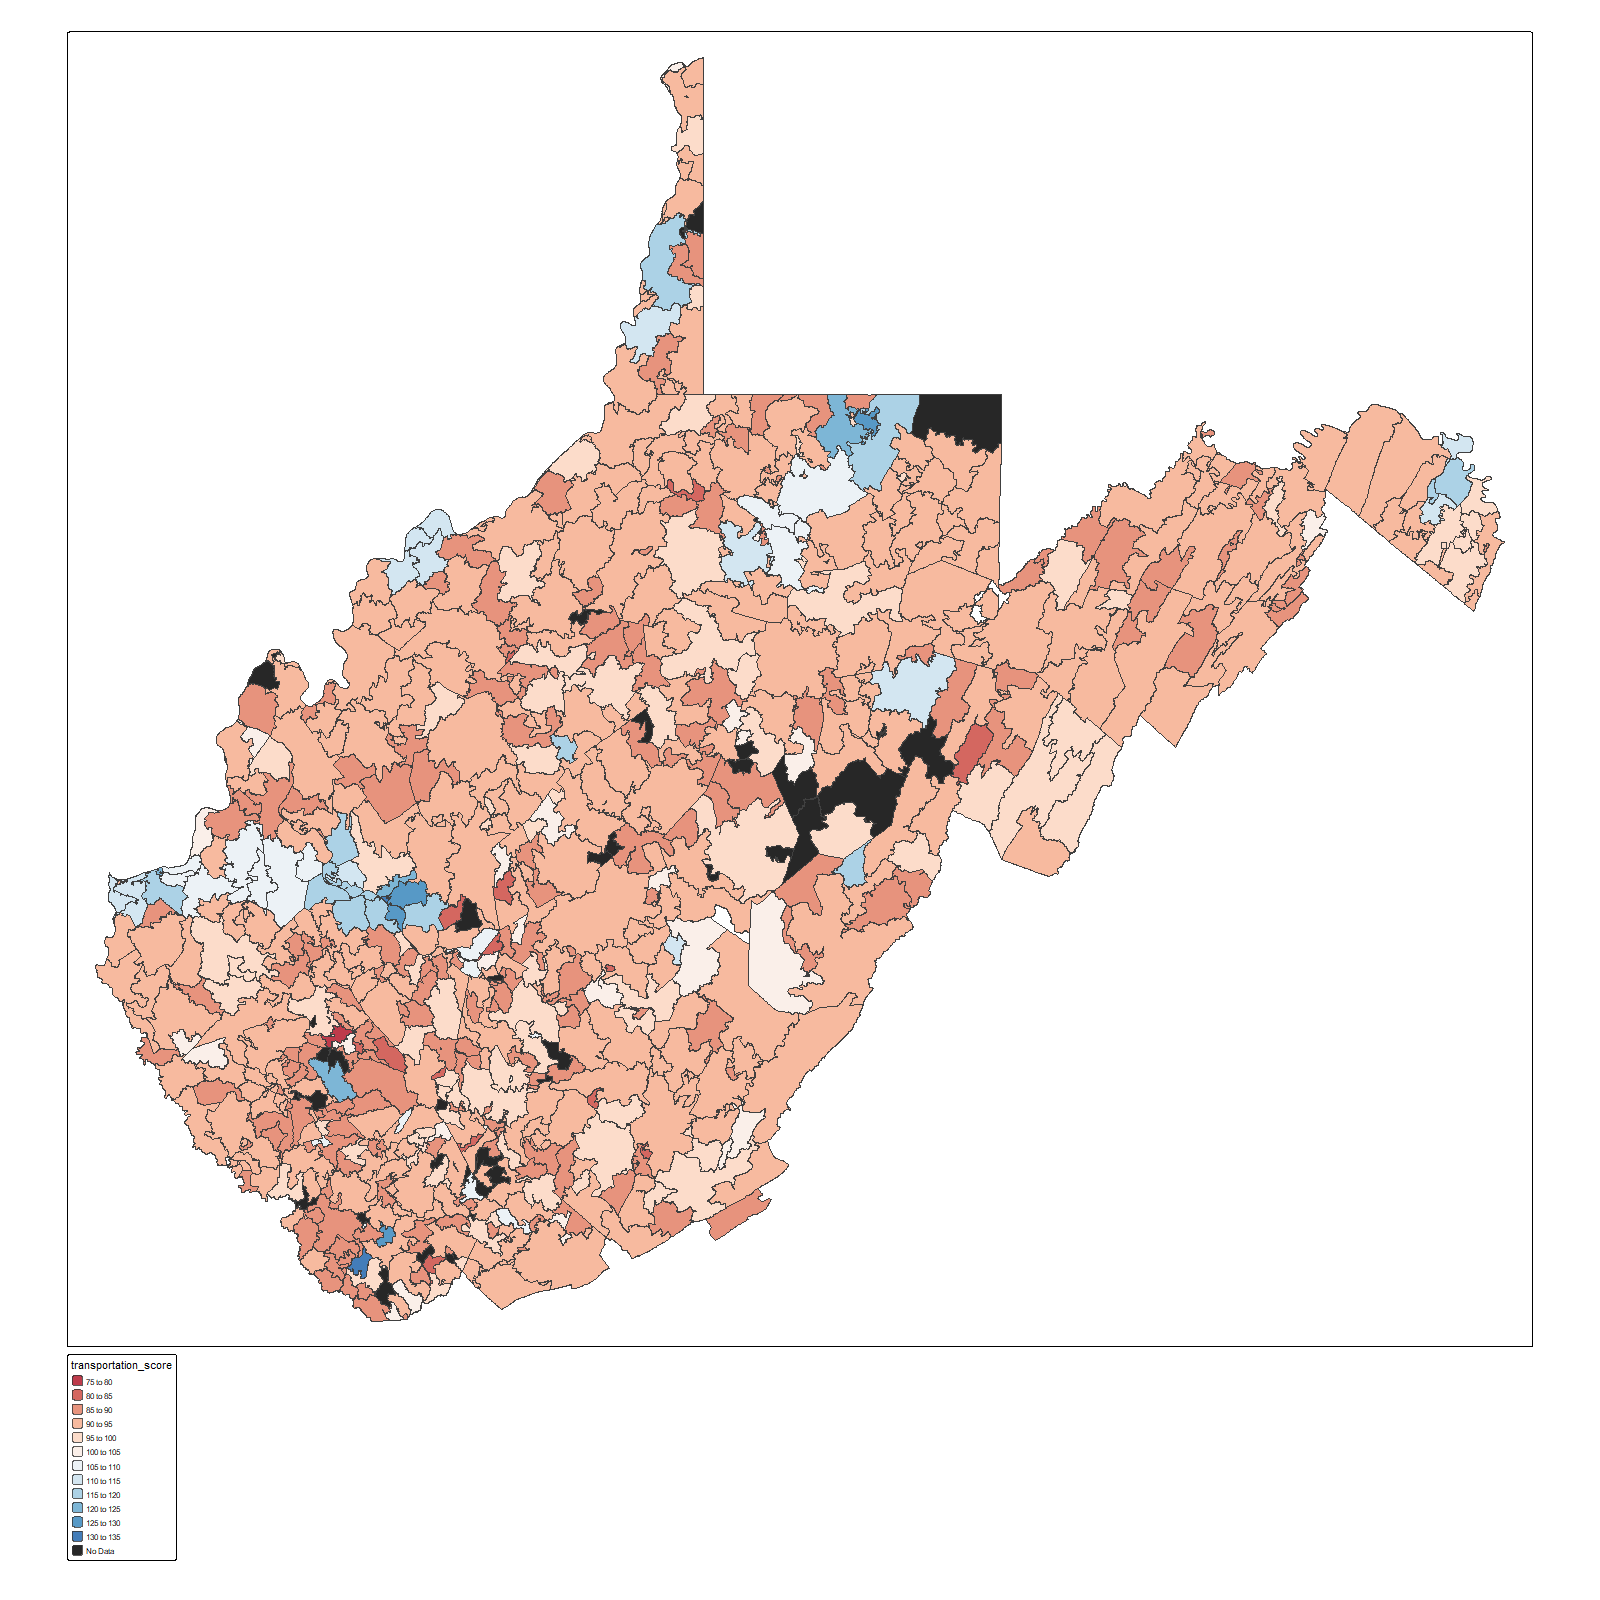 transportation_score
75 to 80
80 to 85
85 to 90
90 to 95
95 to 100
100 to 105
105 to 110
110 to 115
115 to 120
120 to 125
125 to 130
130 to 135
No Data